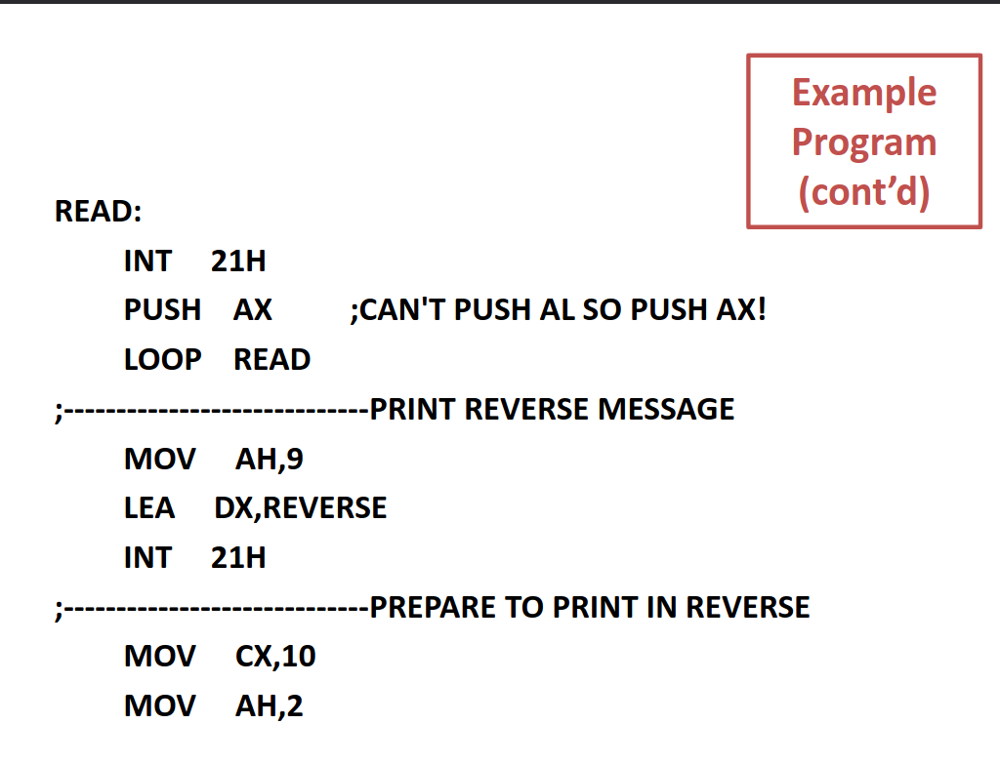 Example
Program
(cont’d)
READ:
INT 21H
PUSH AX ;CAN'T PUSH AL SO PUSH AX!
LOOP READ
;-----------------------------PRINT REVERSE MESSAGE
MOV AH,9
LEA DX,REVERSE
INT 21H
;-----------------------------PREPARE TO PRINT IN REVERSE
MOV CX,10
MOV AH,2